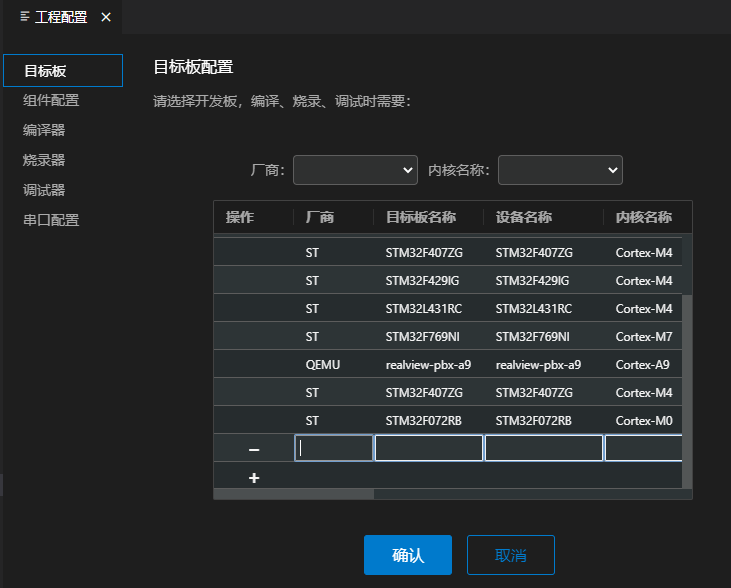 工程配置 ×
目标板
组件配置
编译器
烧录器
调试器
串口配置
目标板配置
请选择开发板，编译、烧录、调试时需要：
厂商： 内核名称：
操作 厂商 目标板名称 设备名称 内核名称
ST STM32F407ZG STM32F407ZG Cortex-M4
ST STM32F429IG STM32F429IG Cortex-M4
ST STM32L431RC STM32L431RC Cortex-M4
ST STM32F769NI STM32F769NI Cortex-M7
QEMU realview-pbx-a9 realview-pbx-a9 Cortex-A9
ST STM32F407ZG STM32F407ZG Cortex-M4
ST STM32F072RB STM32F072RB Cortex-M0
−
+
确认 取消